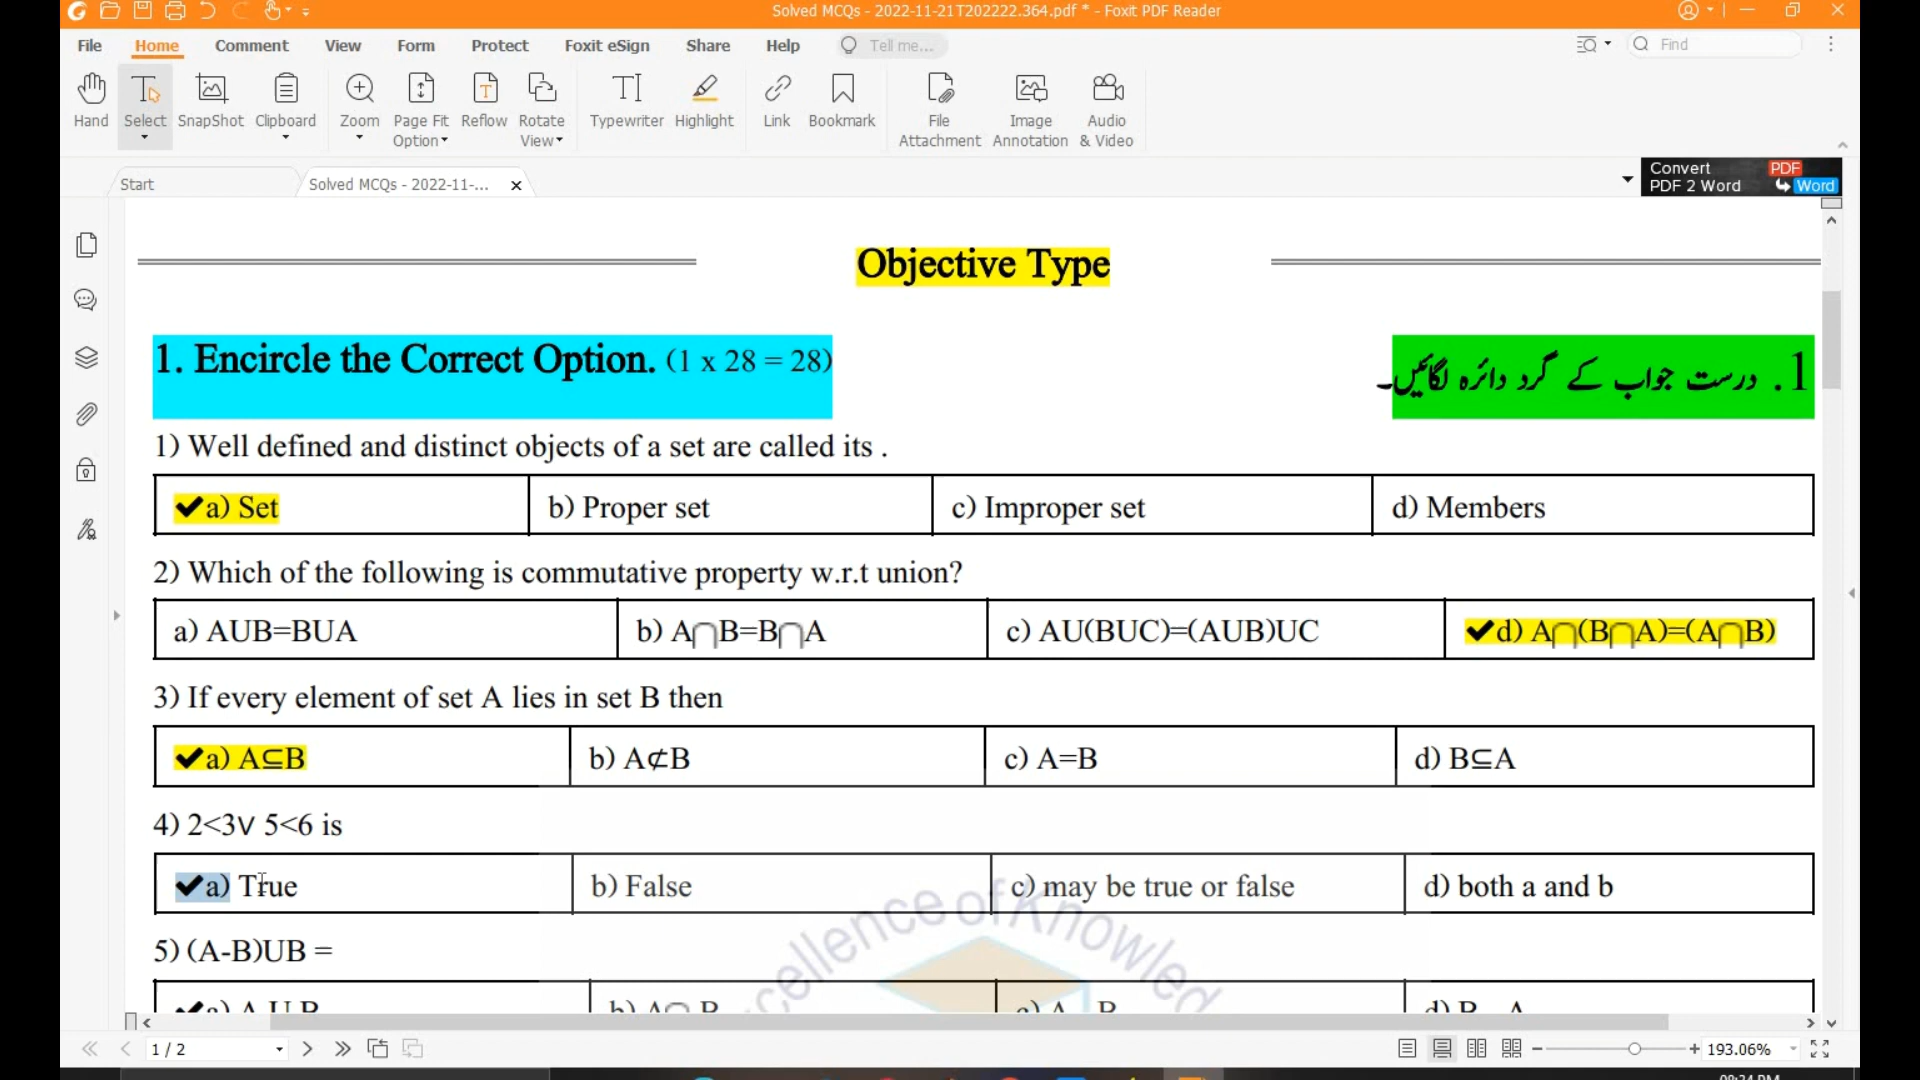 Solved MCQs - 2022-11-21T202222.364.pdf * - Foxit PDF Reader
File Home Comment View Form Protect Foxit eSign Share Help Tell me... Find
Hand Select SnapShot Clipboard Zoom Page Fit Option Reflow Rotate View Typewriter Highlight Link Bookmark File Attachment Image Annotation Audio & Video
Start Solved MCQs - 2022-11-...
Convert PDF
PDF 2 Word Word
Objective Type
1. Encircle the Correct Option. (1 x 28 = 28)
1. درست جواب کے گرد دائرہ لگائیں۔
1) Well defined and distinct objects of a set are called its .
✔a) Set b) Proper set c) Improper set d) Members
2) Which of the following is commutative property w.r.t union?
a) AUB=BUA b) A⋂B=B⋂A c) AU(BUC)=(AUB)UC ✔d) A⋂(B⋂A)=(A⋂B)
3) If every element of set A lies in set B then
✔a) A⊆B b) A⊄B c) A=B d) B⊆A
4) 2<3∨ 5<6 is
✔a) True b) False c) may be true or false d) both a and b
5) (A-B)UB =
✔a) A U B b) A⋂ B
cellence of Knowled
1 / 2 193.06%